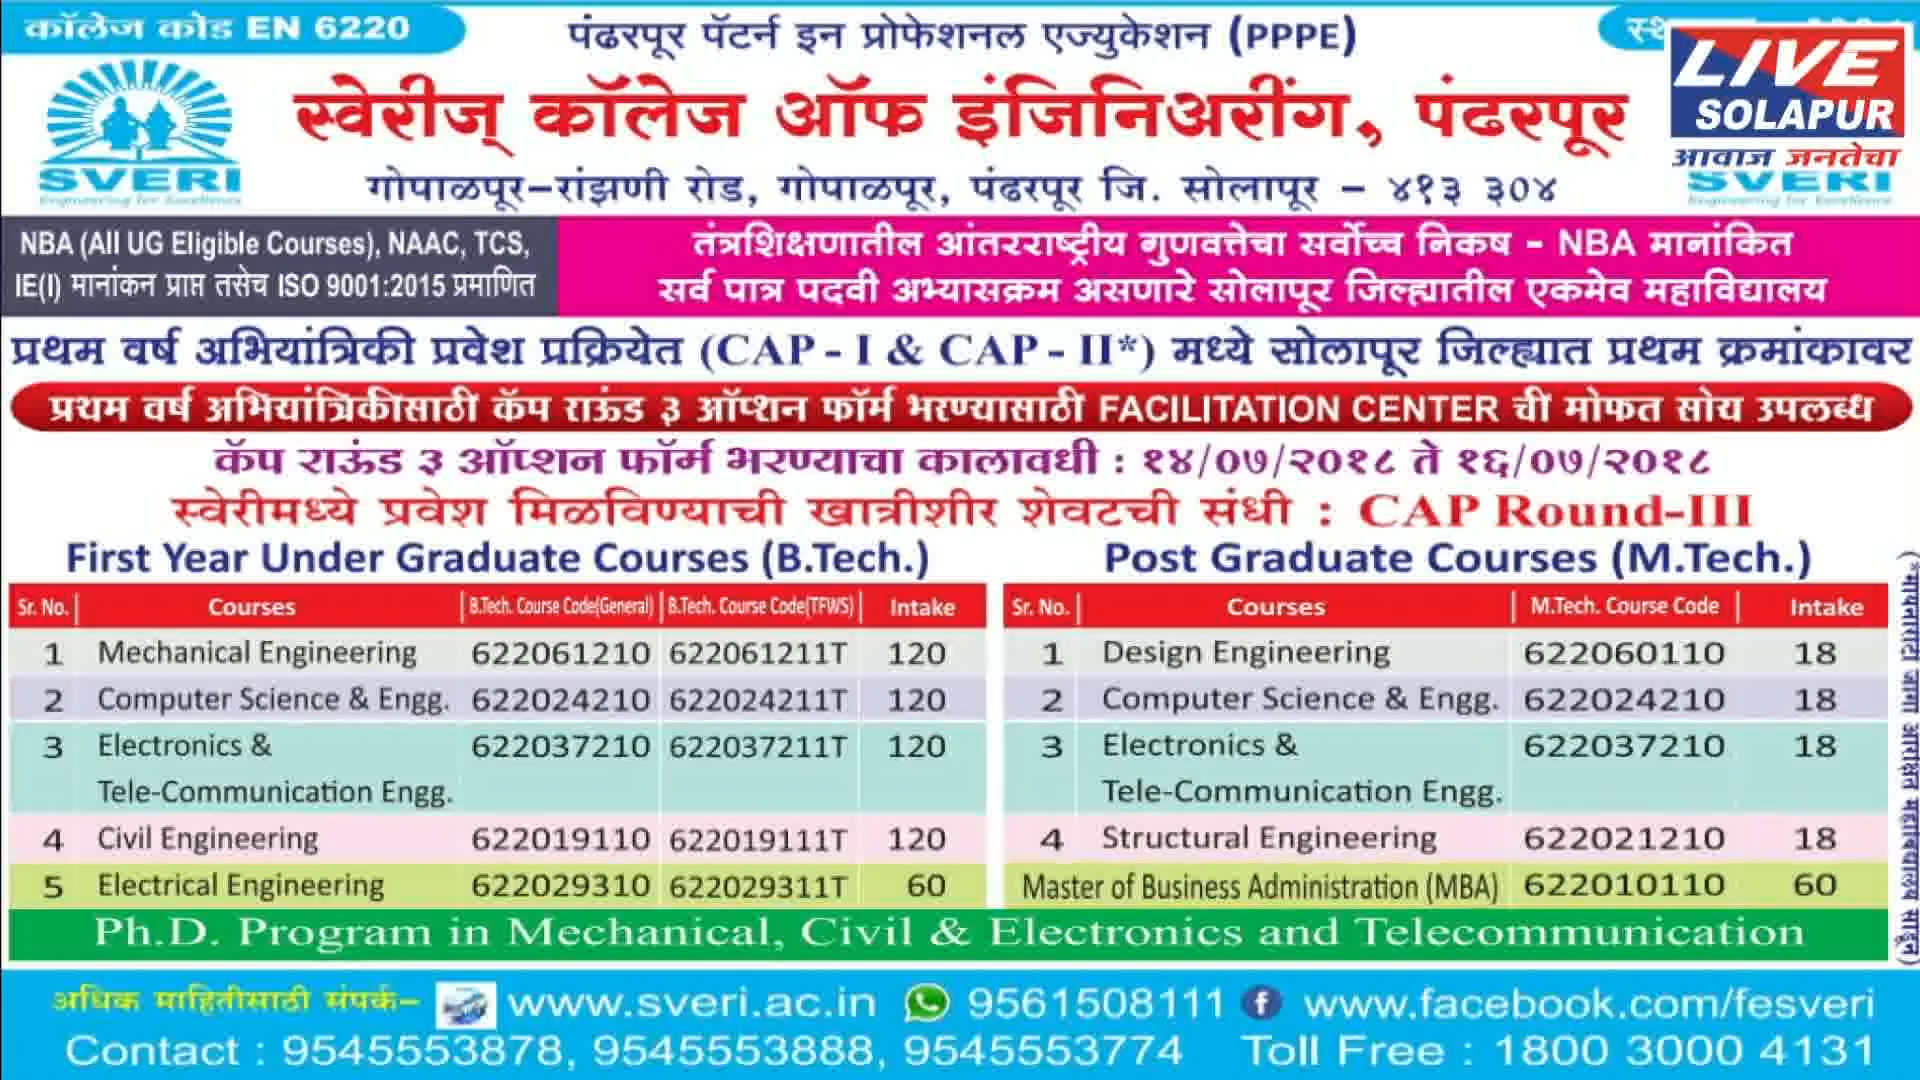 कॉलेज कोड EN 6220
पंढरपूर पॅटर्न इन प्रोफेशनल एज्युकेशन (PPPE)
LIVE
SOLAPUR
आवाज जनतेचा
स्वेरीज् कॉलेज ऑफ इंजिनिअरींग, पंढरपूर
SVERI
Engineering for Excellence
गोपाळपूर-रांझणी रोड, गोपाळपूर, पंढरपूर जि. सोलापूर - ४१३ ३०४
SVERI
Engineering for Excellence
NBA (All UG Eligible Courses), NAAC, TCS,
IE(I) मानांकन प्राप्त तसेच ISO 9001:2015 प्रमाणित
तंत्रशिक्षणातील आंतरराष्ट्रीय गुणवत्तेचा सर्वोच्च निकष - NBA मानांकित
सर्व पात्र पदवी अभ्यासक्रम असणारे सोलापूर जिल्ह्यातील एकमेव महाविद्यालय
प्रथम वर्ष अभियांत्रिकी प्रवेश प्रक्रियेत (CAP - I & CAP - II*) मध्ये सोलापूर जिल्ह्यात प्रथम क्रमांकावर
प्रथम वर्ष अभियांत्रिकीसाठी कॅप राऊंड ३ ऑप्शन फॉर्म भरण्यासाठी FACILITATION CENTER ची मोफत सोय उपलब्ध
कॅप राऊंड ३ ऑप्शन फॉर्म भरण्याचा कालावधी : १४/०७/२०१८ ते १६/०७/२०१८
स्वेरीमध्ये प्रवेश मिळविण्याची खात्रीशीर शेवटची संधी : CAP Round-III
First Year Under Graduate Courses (B.Tech.)
Sr. No. Courses B.Tech. Course Code(General) B.Tech. Course Code(TFWS) Intake
1 Mechanical Engineering 622061210 622061211T 120
2 Computer Science & Engg. 622024210 622024211T 120
3 Electronics & 622037210 622037211T 120
Tele-Communication Engg.
4 Civil Engineering 622019110 622019111T 120
5 Electrical Engineering 622029310 622029311T 60
Post Graduate Courses (M.Tech.)
Sr. No. Courses M.Tech. Course Code Intake
1 Design Engineering 622060110 18
2 Computer Science & Engg. 622024210 18
3 Electronics & 622037210 18
Tele-Communication Engg.
4 Structural Engineering 622021210 18
Master of Business Administration (MBA) 622010110 60
Ph.D. Program in Mechanical, Civil & Electronics and Telecommunication
अधिक माहितीसाठी संपर्क- www.sveri.ac.in 9561508111 www.facebook.com/fesveri
Contact : 9545553878, 9545553888, 9545553774 Toll Free : 1800 3000 4131